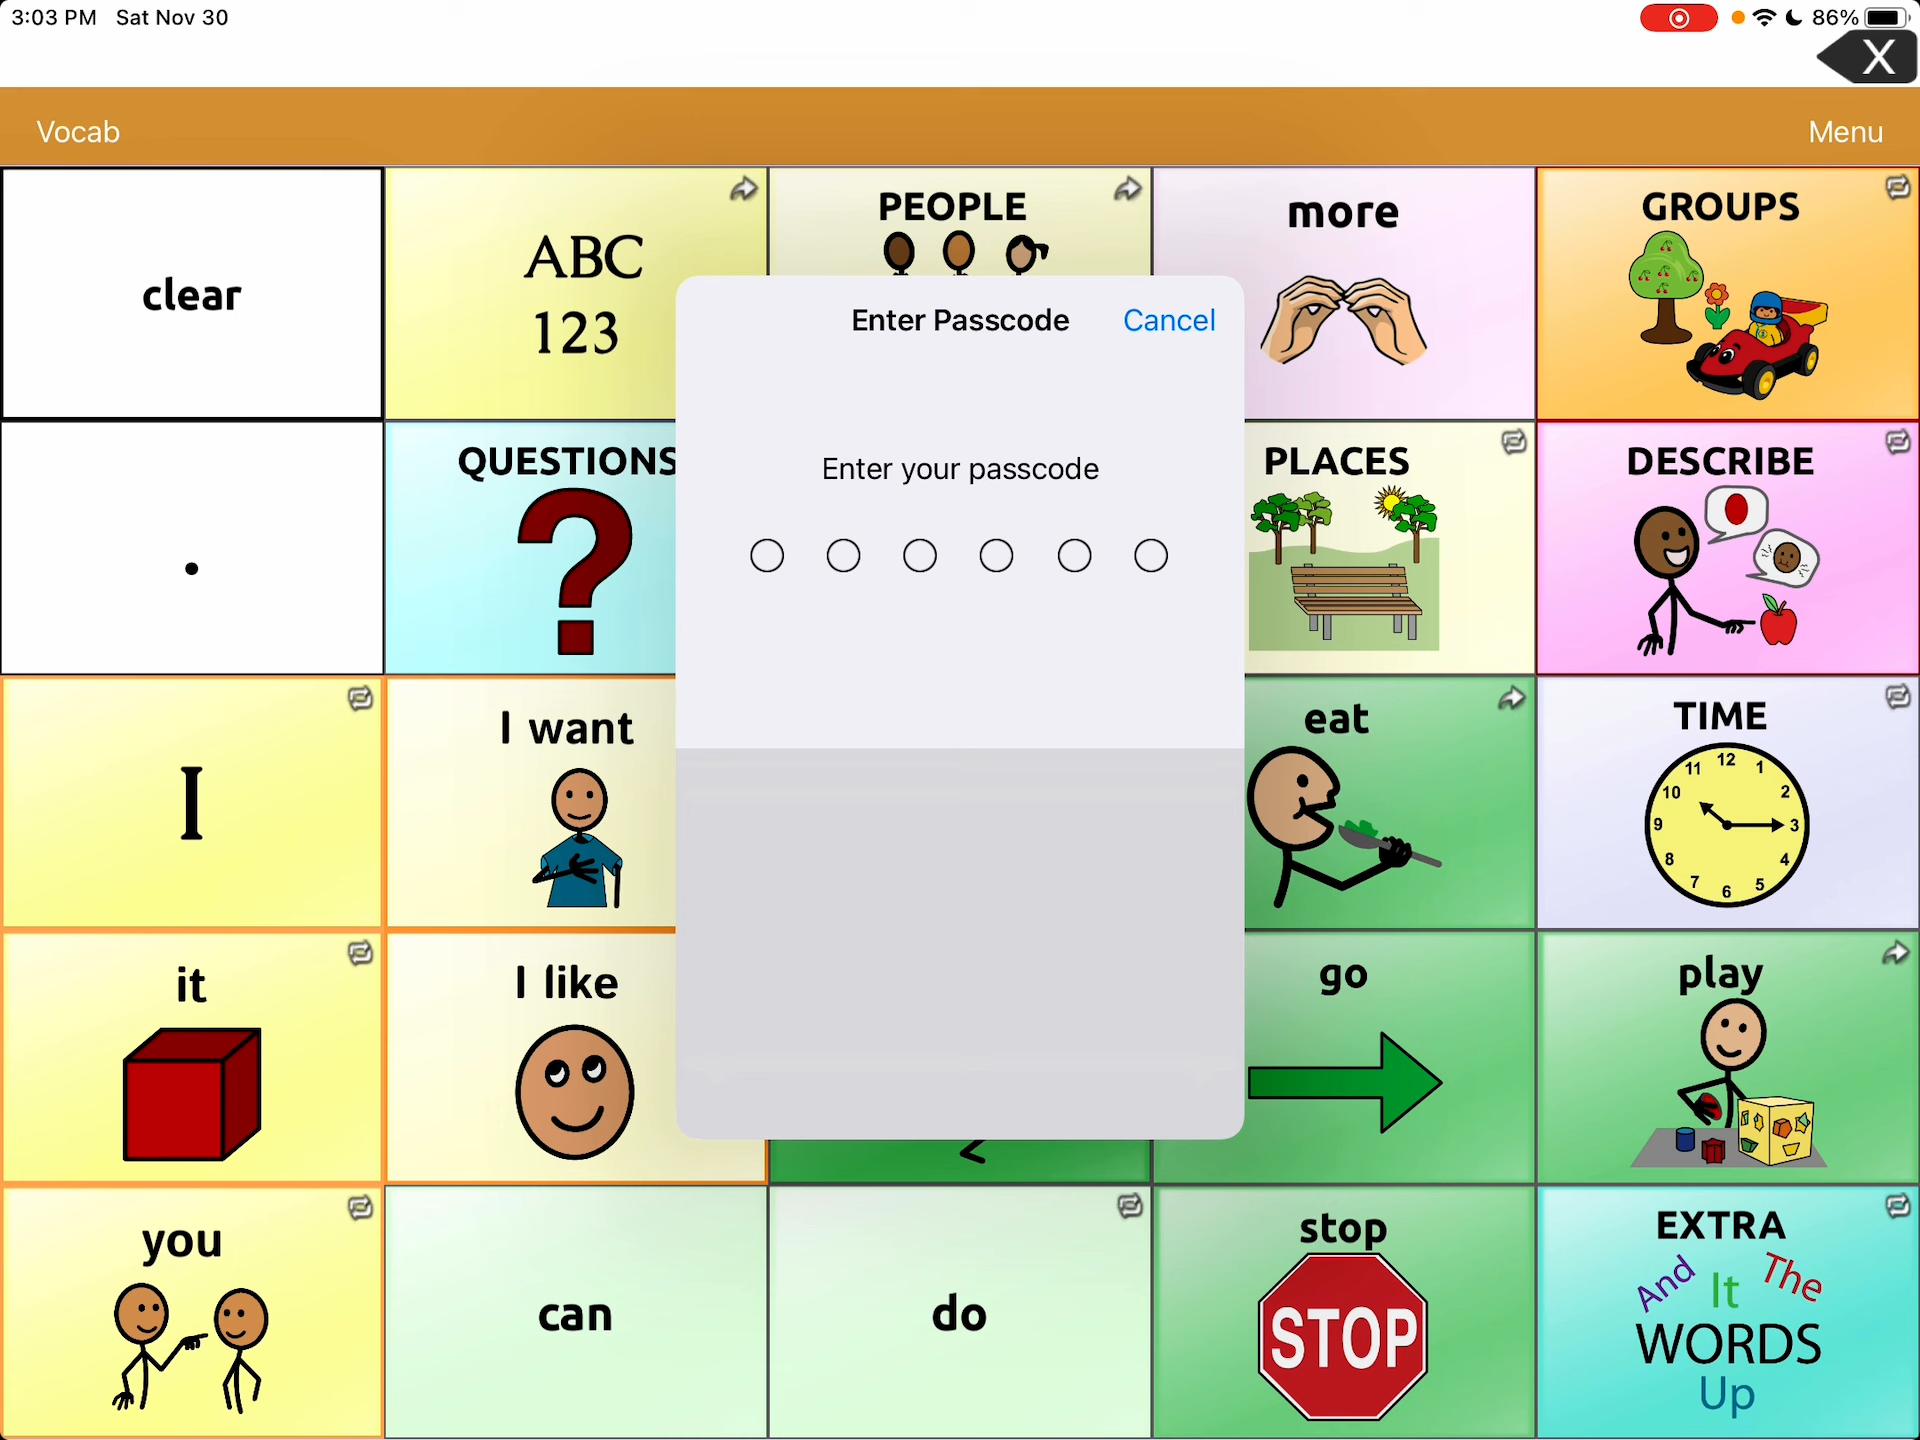 3:03 PM Sat Nov 30
86%
X
Vocab
Menu
clear
ABC
123
PEOPLE
more
GROUPS
Enter Passcode
Cancel
Enter your passcode
.
QUESTIONS
?
PLACES
DESCRIBE
I
I want
eat
TIME
12
1
2
3
4
5
6
7
8
9
10
11
it
I like
go
play
you
can
do
stop
STOP
EXTRA
And It The
WORDS
Up